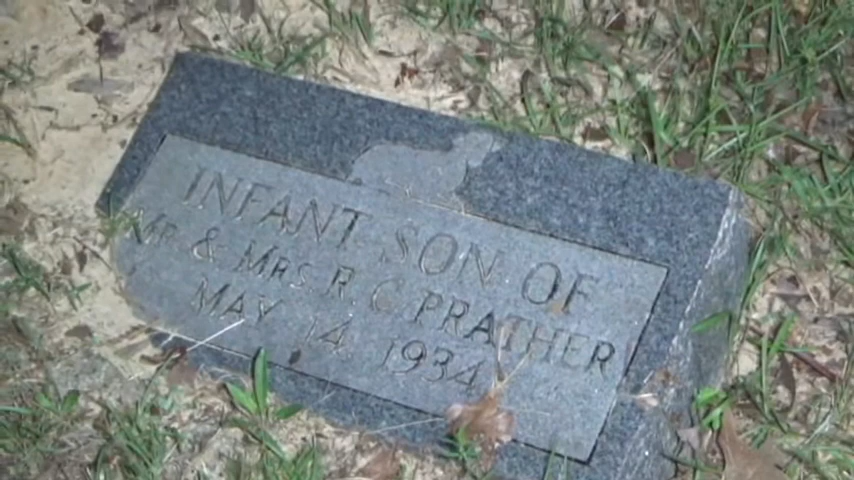 INFANT SON OF
MR. & MRS. R. C. PRATHER
MAY 14, 1934